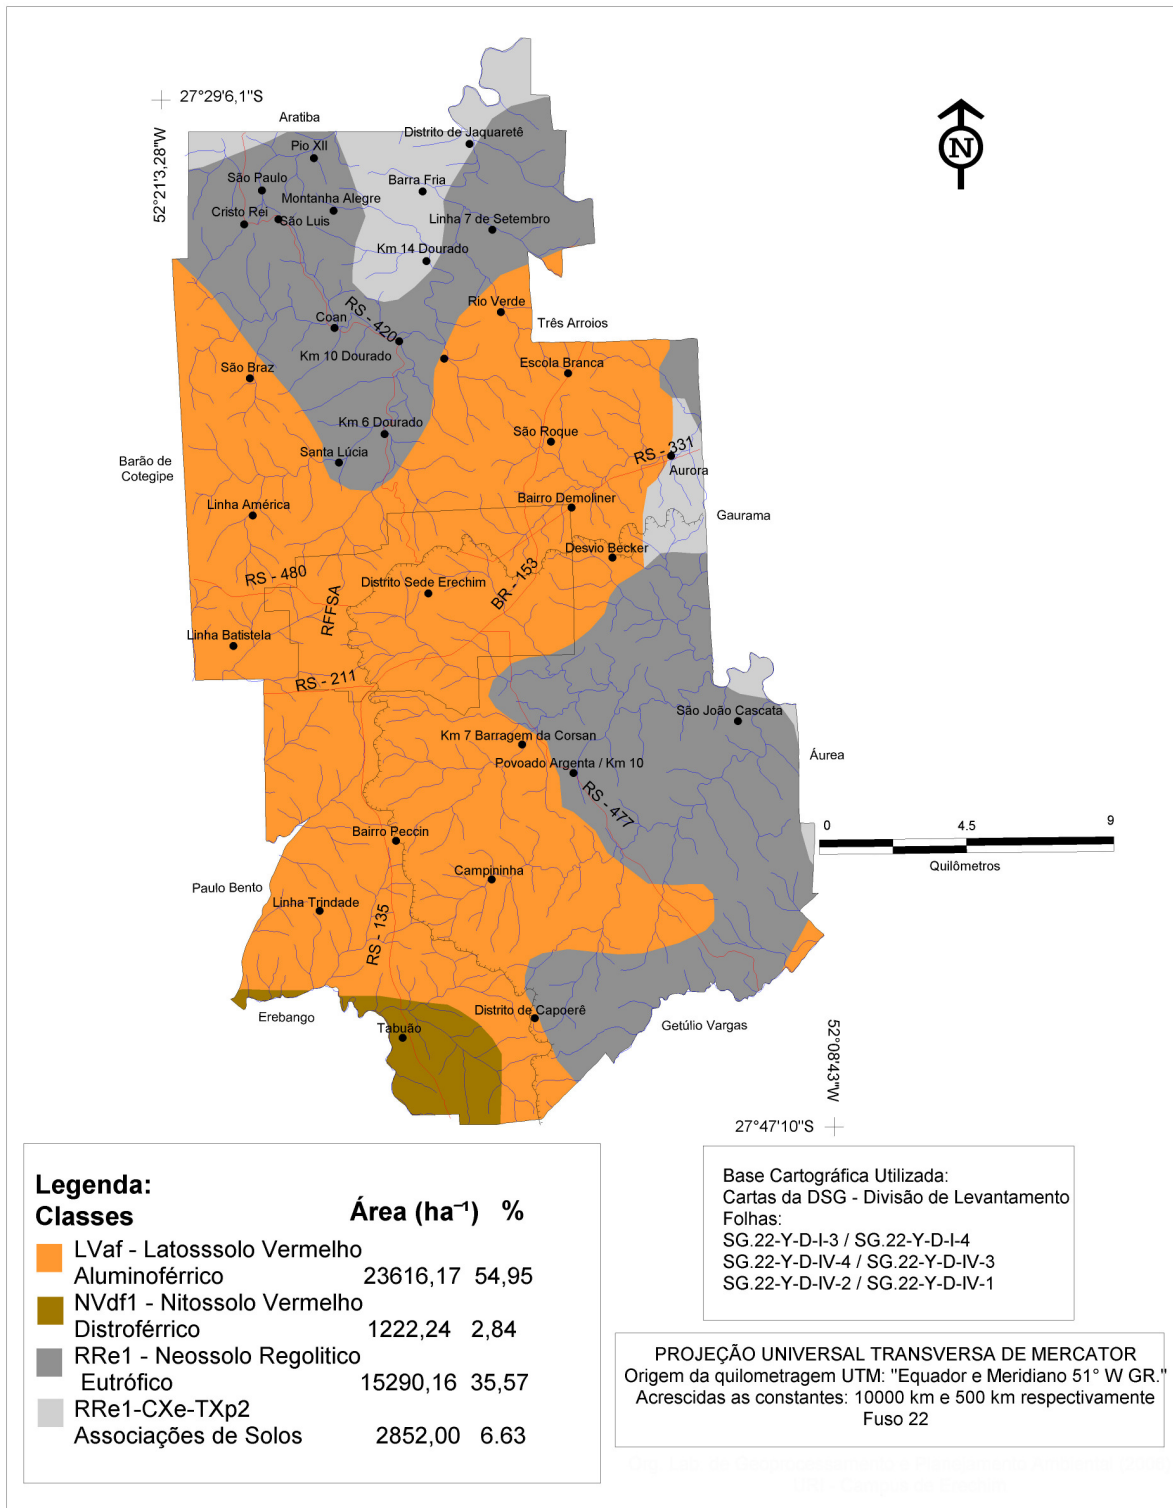 27°29'6,1"S
52°21'3,28"W
Aratiba
Distrito de Jaquaretê
Pio XII
São Paulo
Barra Fria
Montanha Alegre
Cristo Rei
São Luis
Linha 7 de Setembro
Km 14 Dourado
Rio Verde
RS - 420
Coan
Três Arroios
Km 10 Dourado
Escola Branca
São Braz
Km 6 Dourado
São Roque
RS - 331
Santa Lúcia
Aurora
Barão de
Cotegipe
Linha América
Bairro Demoliner
Gaurama
Desvio Becker
RS - 480
Distrito Sede Erechim
BR - 153
RFFSA
Linha Batistela
RS - 211
São João Cascata
Km 7 Barragem da Corsan
Áurea
Povoado Argenta / Km 10
RS - 477
0 4.5 9
Quilômetros
Bairro Peccin
Campininha
Paulo Bento
Linha Trindade
RS - 135
Distrito de Capoerê
Erebango
Tabuão
Getúlio Vargas
52°08'43"W
27°47'10"S
Legenda:
Classes Área (ha⁻¹) %
LVaf - Latosssolo Vermelho
Aluminoférrico 23616,17 54,95
NVdf1 - Nitossolo Vermelho
Distroférrico 1222,24 2,84
RRe1 - Neossolo Regolitico
Eutrófico 15290,16 35,57
RRe1-CXe-TXp2
Associações de Solos 2852,00 6.63
Base Cartográfica Utilizada:
Cartas da DSG - Divisão de Levantamento
Folhas:
SG.22-Y-D-I-3 / SG.22-Y-D-I-4
SG.22-Y-D-IV-4 / SG.22-Y-D-IV-3
SG.22-Y-D-IV-2 / SG.22-Y-D-IV-1
PROJEÇÃO UNIVERSAL TRANSVERSA DE MERCATOR
Origem da quilometragem UTM: "Equador e Meridiano 51° W GR."
Acrescidas as constantes: 10000 km e 500 km respectivamente
Fuso 22
N